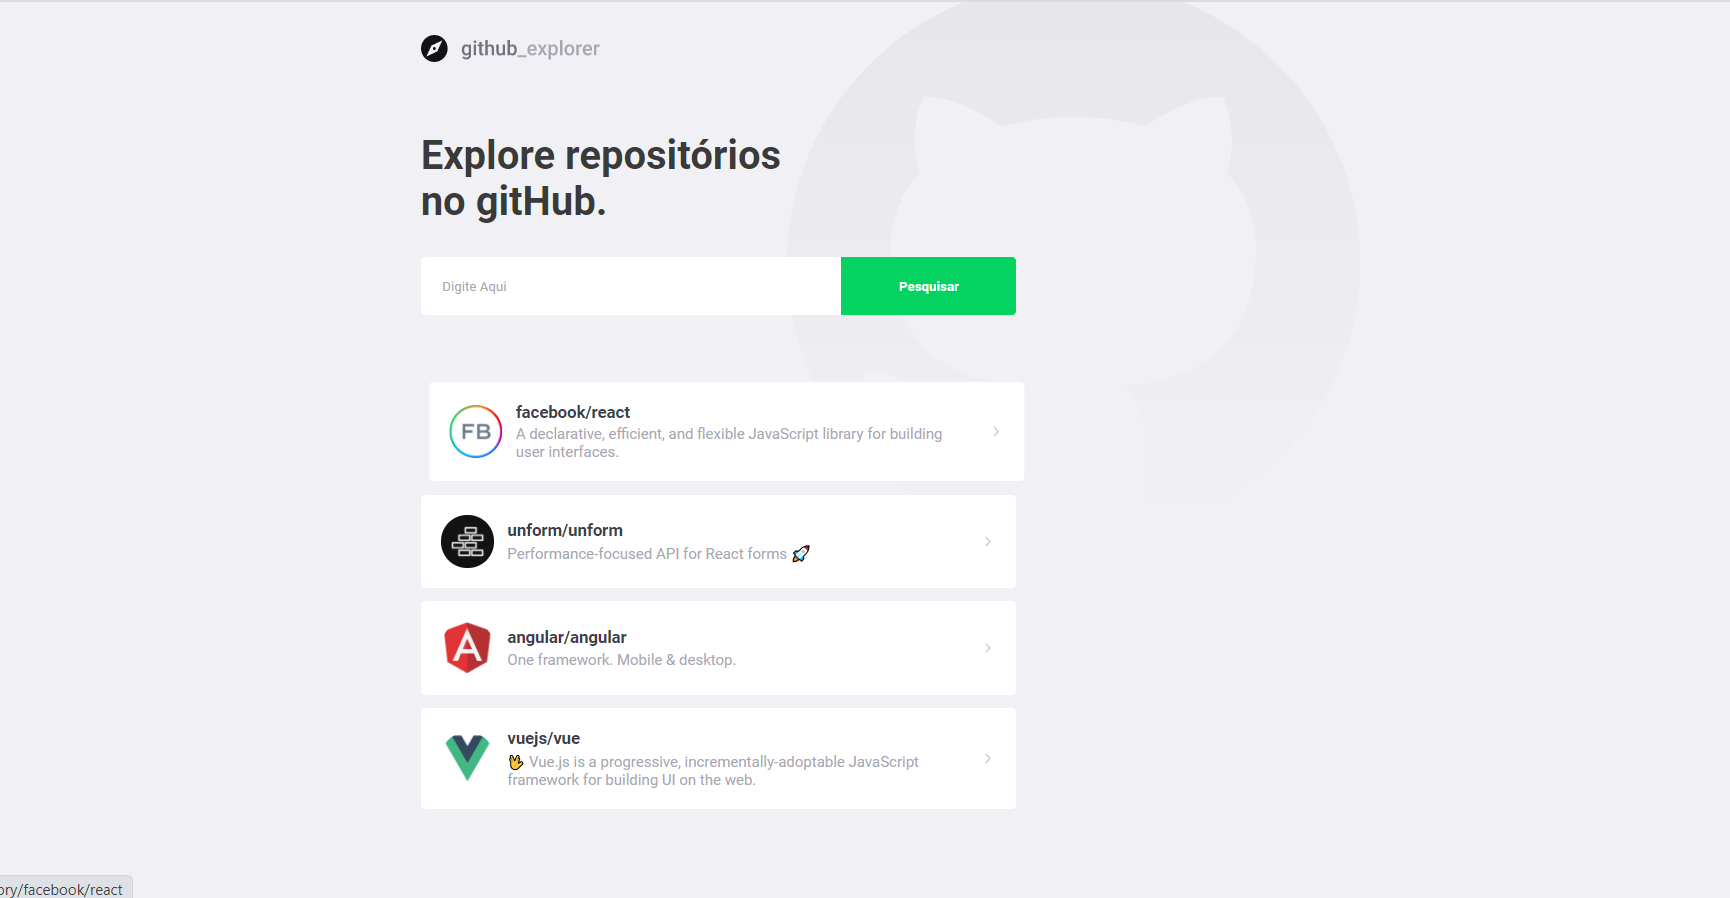 github_explorer
Explore repositórios
no gitHub.
Digite Aqui
Pesquisar
FB
facebook/react
A declarative, efficient, and flexible JavaScript library for building
user interfaces.
unform/unform
Performance-focused API for React forms 🚀
angular/angular
One framework. Mobile & desktop.
vuejs/vue
🖖 Vue.js is a progressive, incrementally-adoptable JavaScript
framework for building UI on the web.
ory/facebook/react